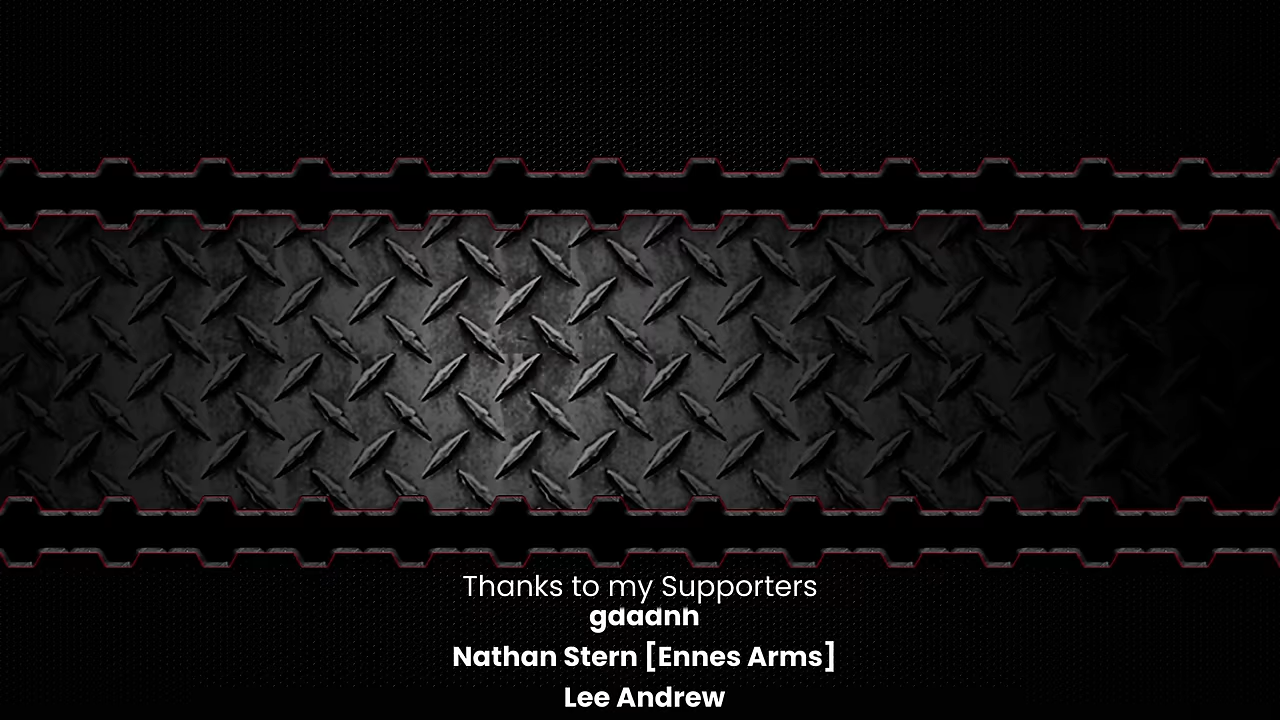 Thanks to my Supporters
gdadnh
Nathan Stern [Ennes Arms]
Lee Andrew